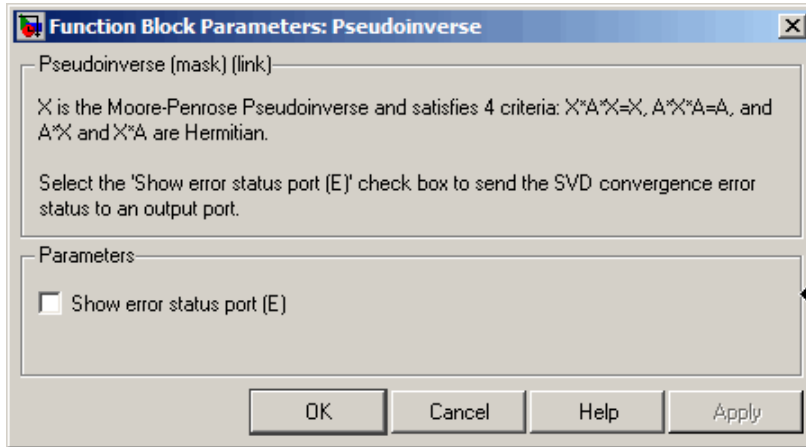 Function Block Parameters: Pseudoinverse
Pseudoinverse (mask) (link)
X is the Moore-Penrose Pseudoinverse and satisfies 4 criteria: X*A*X=X, A*X*A=A, and
A*X and X*A are Hermitian.
Select the 'Show error status port (E)' check box to send the SVD convergence error
status to an output port.
Parameters
Show error status port (E)
OK Cancel Help Apply